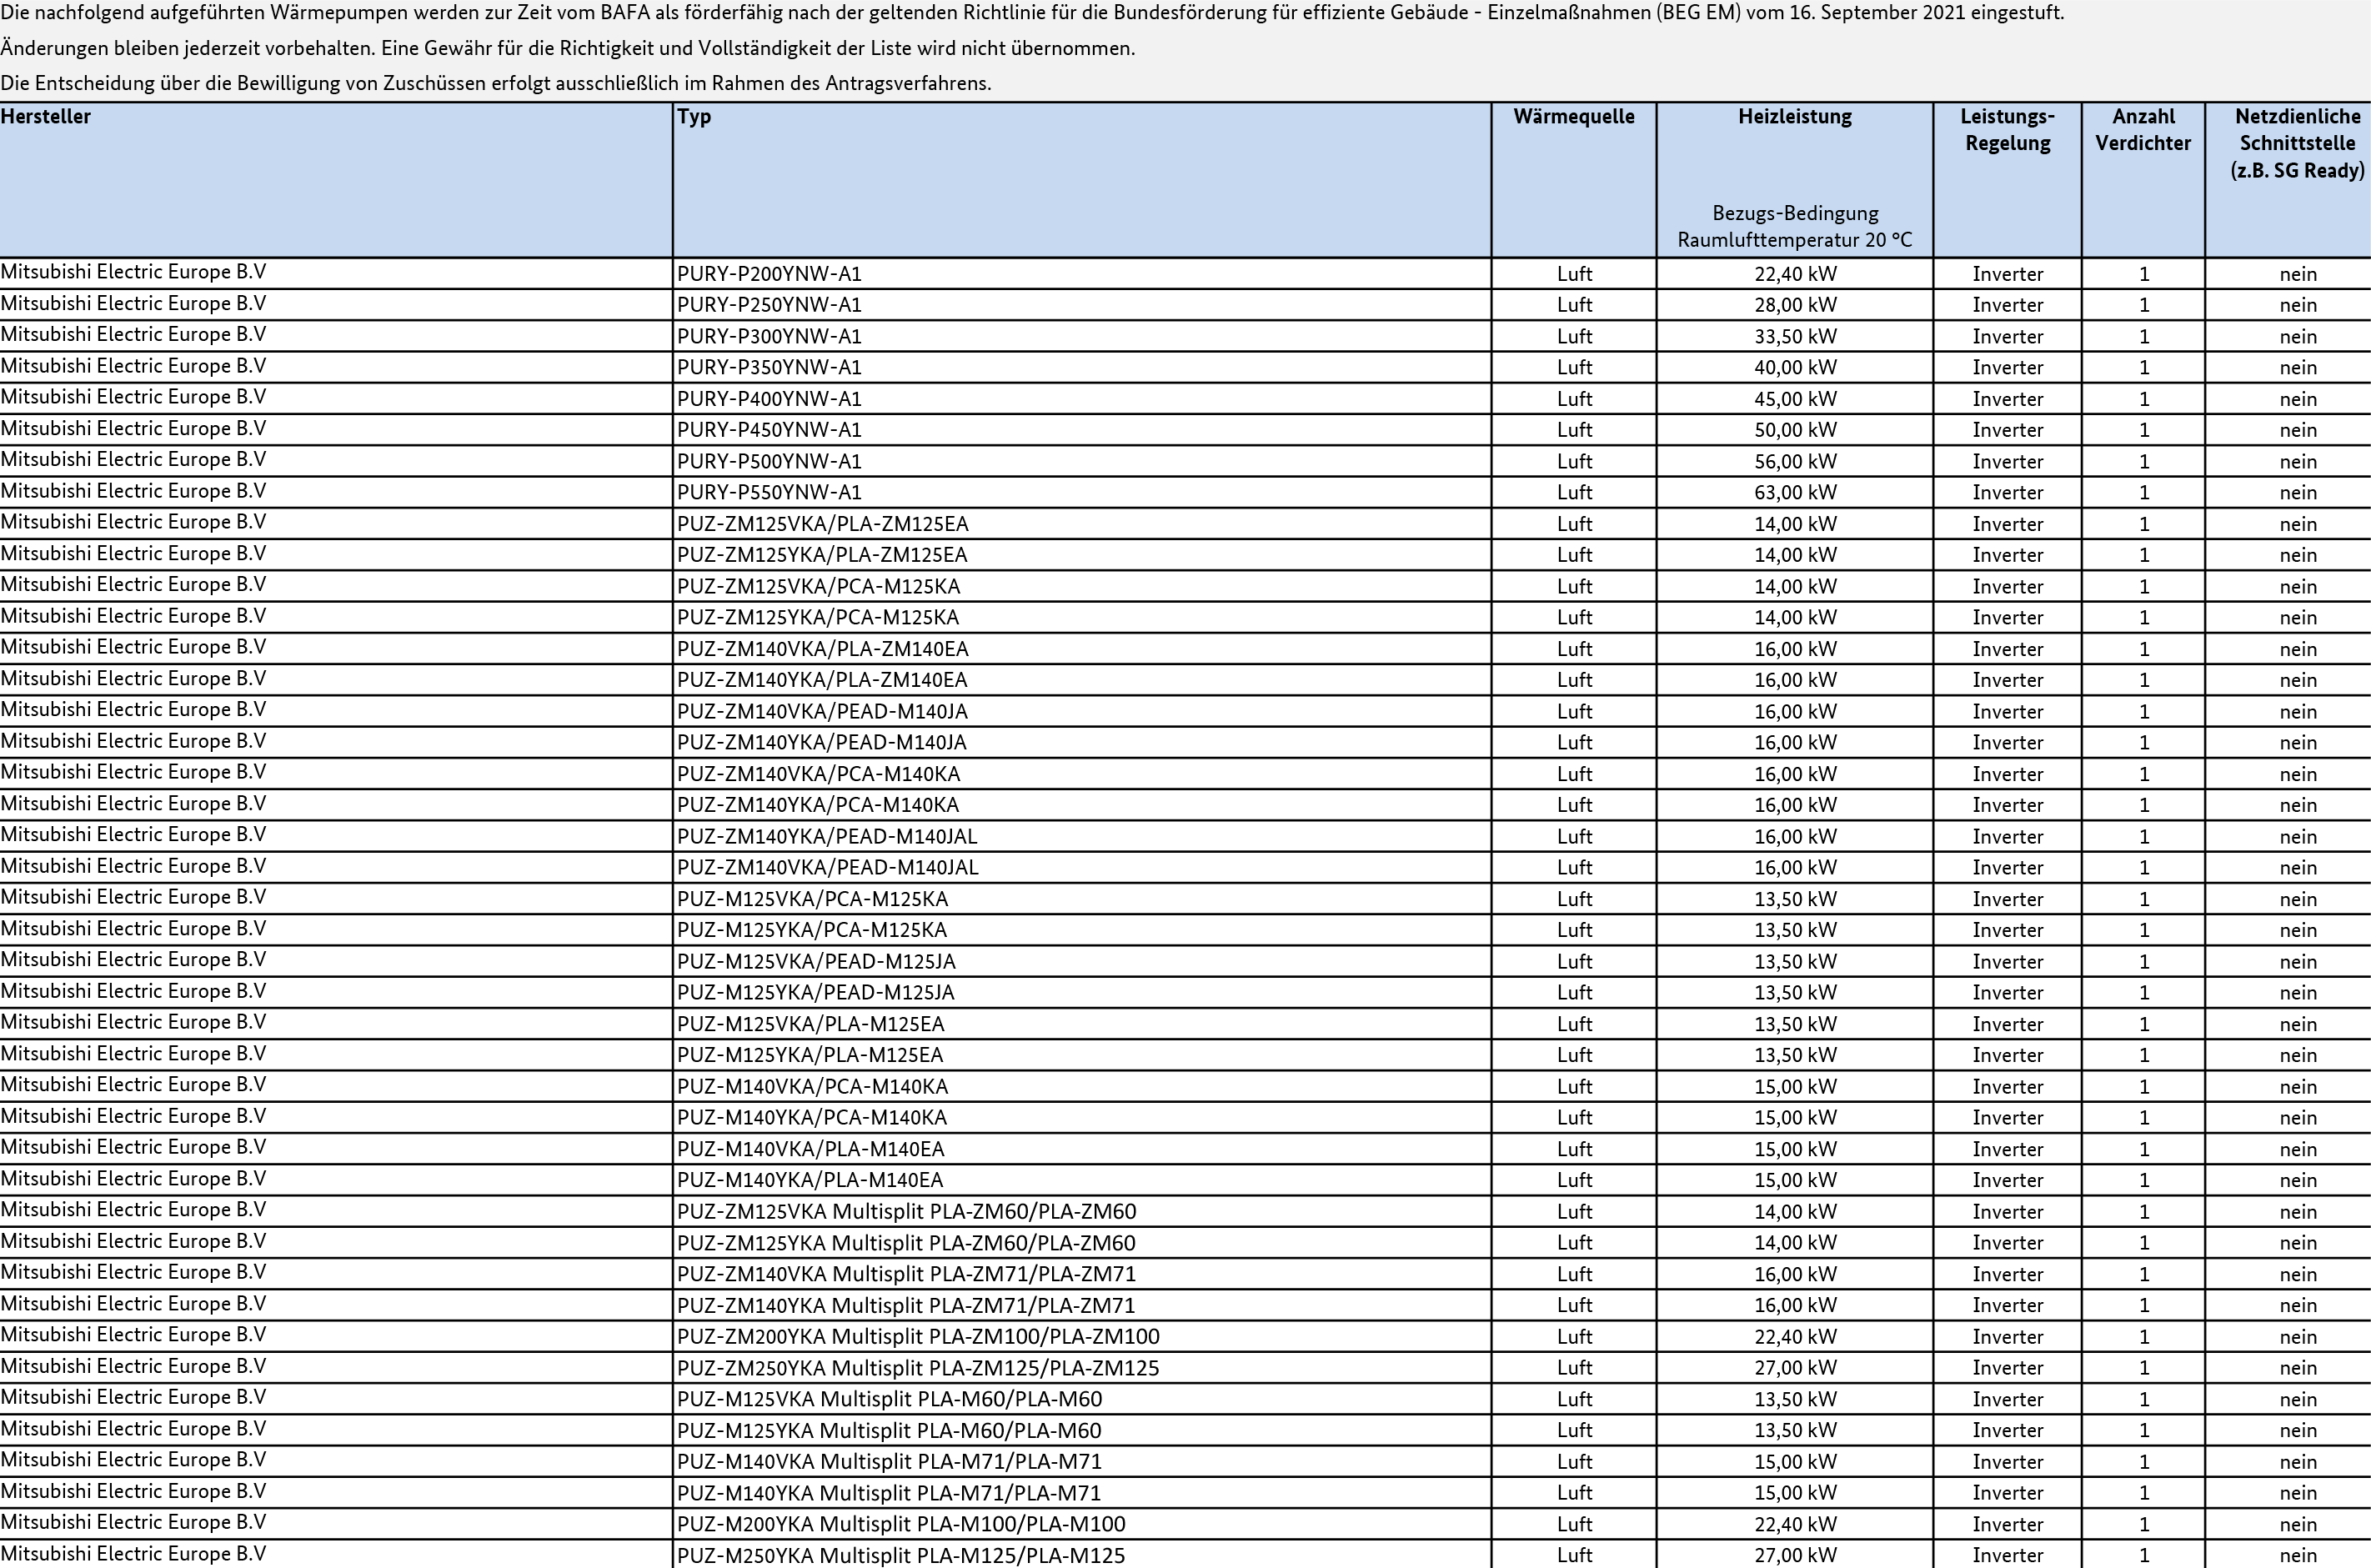 Die nachfolgend aufgeführten Wärmepumpen werden zur Zeit vom BAFA als förderfähig nach der geltenden Richtlinie für die Bundesförderung für effiziente Gebäude - Einzelmaßnahmen (BEG EM) vom 16. September 2021 eingestuft.
Änderungen bleiben jederzeit vorbehalten. Eine Gewähr für die Richtigkeit und Vollständigkeit der Liste wird nicht übernommen.
Die Entscheidung über die Bewilligung von Zuschüssen erfolgt ausschließlich im Rahmen des Antragsverfahrens.
Hersteller Typ Wärmequelle Heizleistung Leistungs- Anzahl Netzdienliche
Regelung Verdichter Schnittstelle
(z.B. SG Ready)
Bezugs-Bedingung
Raumlufttemperatur 20 °C
Mitsubishi Electric Europe B.V PURY-P200YNW-A1 Luft 22,40 kW Inverter 1 nein
Mitsubishi Electric Europe B.V PURY-P250YNW-A1 Luft 28,00 kW Inverter 1 nein
Mitsubishi Electric Europe B.V PURY-P300YNW-A1 Luft 33,50 kW Inverter 1 nein
Mitsubishi Electric Europe B.V PURY-P350YNW-A1 Luft 40,00 kW Inverter 1 nein
Mitsubishi Electric Europe B.V PURY-P400YNW-A1 Luft 45,00 kW Inverter 1 nein
Mitsubishi Electric Europe B.V PURY-P450YNW-A1 Luft 50,00 kW Inverter 1 nein
Mitsubishi Electric Europe B.V PURY-P500YNW-A1 Luft 56,00 kW Inverter 1 nein
Mitsubishi Electric Europe B.V PURY-P550YNW-A1 Luft 63,00 kW Inverter 1 nein
Mitsubishi Electric Europe B.V PUZ-ZM125VKA/PLA-ZM125EA Luft 14,00 kW Inverter 1 nein
Mitsubishi Electric Europe B.V PUZ-ZM125YKA/PLA-ZM125EA Luft 14,00 kW Inverter 1 nein
Mitsubishi Electric Europe B.V PUZ-ZM125VKA/PCA-M125KA Luft 14,00 kW Inverter 1 nein
Mitsubishi Electric Europe B.V PUZ-ZM125YKA/PCA-M125KA Luft 14,00 kW Inverter 1 nein
Mitsubishi Electric Europe B.V PUZ-ZM140VKA/PLA-ZM140EA Luft 16,00 kW Inverter 1 nein
Mitsubishi Electric Europe B.V PUZ-ZM140YKA/PLA-ZM140EA Luft 16,00 kW Inverter 1 nein
Mitsubishi Electric Europe B.V PUZ-ZM140VKA/PEAD-M140JA Luft 16,00 kW Inverter 1 nein
Mitsubishi Electric Europe B.V PUZ-ZM140YKA/PEAD-M140JA Luft 16,00 kW Inverter 1 nein
Mitsubishi Electric Europe B.V PUZ-ZM140VKA/PCA-M140KA Luft 16,00 kW Inverter 1 nein
Mitsubishi Electric Europe B.V PUZ-ZM140YKA/PCA-M140KA Luft 16,00 kW Inverter 1 nein
Mitsubishi Electric Europe B.V PUZ-ZM140YKA/PEAD-M140JAL Luft 16,00 kW Inverter 1 nein
Mitsubishi Electric Europe B.V PUZ-ZM140VKA/PEAD-M140JAL Luft 16,00 kW Inverter 1 nein
Mitsubishi Electric Europe B.V PUZ-M125VKA/PCA-M125KA Luft 13,50 kW Inverter 1 nein
Mitsubishi Electric Europe B.V PUZ-M125YKA/PCA-M125KA Luft 13,50 kW Inverter 1 nein
Mitsubishi Electric Europe B.V PUZ-M125VKA/PEAD-M125JA Luft 13,50 kW Inverter 1 nein
Mitsubishi Electric Europe B.V PUZ-M125YKA/PEAD-M125JA Luft 13,50 kW Inverter 1 nein
Mitsubishi Electric Europe B.V PUZ-M125VKA/PLA-M125EA Luft 13,50 kW Inverter 1 nein
Mitsubishi Electric Europe B.V PUZ-M125YKA/PLA-M125EA Luft 13,50 kW Inverter 1 nein
Mitsubishi Electric Europe B.V PUZ-M140VKA/PCA-M140KA Luft 15,00 kW Inverter 1 nein
Mitsubishi Electric Europe B.V PUZ-M140YKA/PCA-M140KA Luft 15,00 kW Inverter 1 nein
Mitsubishi Electric Europe B.V PUZ-M140VKA/PLA-M140EA Luft 15,00 kW Inverter 1 nein
Mitsubishi Electric Europe B.V PUZ-M140YKA/PLA-M140EA Luft 15,00 kW Inverter 1 nein
Mitsubishi Electric Europe B.V PUZ-ZM125VKA Multisplit PLA-ZM60/PLA-ZM60 Luft 14,00 kW Inverter 1 nein
Mitsubishi Electric Europe B.V PUZ-ZM125YKA Multisplit PLA-ZM60/PLA-ZM60 Luft 14,00 kW Inverter 1 nein
Mitsubishi Electric Europe B.V PUZ-ZM140VKA Multisplit PLA-ZM71/PLA-ZM71 Luft 16,00 kW Inverter 1 nein
Mitsubishi Electric Europe B.V PUZ-ZM140YKA Multisplit PLA-ZM71/PLA-ZM71 Luft 16,00 kW Inverter 1 nein
Mitsubishi Electric Europe B.V PUZ-ZM200YKA Multisplit PLA-ZM100/PLA-ZM100 Luft 22,40 kW Inverter 1 nein
Mitsubishi Electric Europe B.V PUZ-ZM250YKA Multisplit PLA-ZM125/PLA-ZM125 Luft 27,00 kW Inverter 1 nein
Mitsubishi Electric Europe B.V PUZ-M125VKA Multisplit PLA-M60/PLA-M60 Luft 13,50 kW Inverter 1 nein
Mitsubishi Electric Europe B.V PUZ-M125YKA Multisplit PLA-M60/PLA-M60 Luft 13,50 kW Inverter 1 nein
Mitsubishi Electric Europe B.V PUZ-M140VKA Multisplit PLA-M71/PLA-M71 Luft 15,00 kW Inverter 1 nein
Mitsubishi Electric Europe B.V PUZ-M140YKA Multisplit PLA-M71/PLA-M71 Luft 15,00 kW Inverter 1 nein
Mitsubishi Electric Europe B.V PUZ-M200YKA Multisplit PLA-M100/PLA-M100 Luft 22,40 kW Inverter 1 nein
Mitsubishi Electric Europe B.V PUZ-M250YKA Multisplit PLA-M125/PLA-M125 Luft 27,00 kW Inverter 1 nein